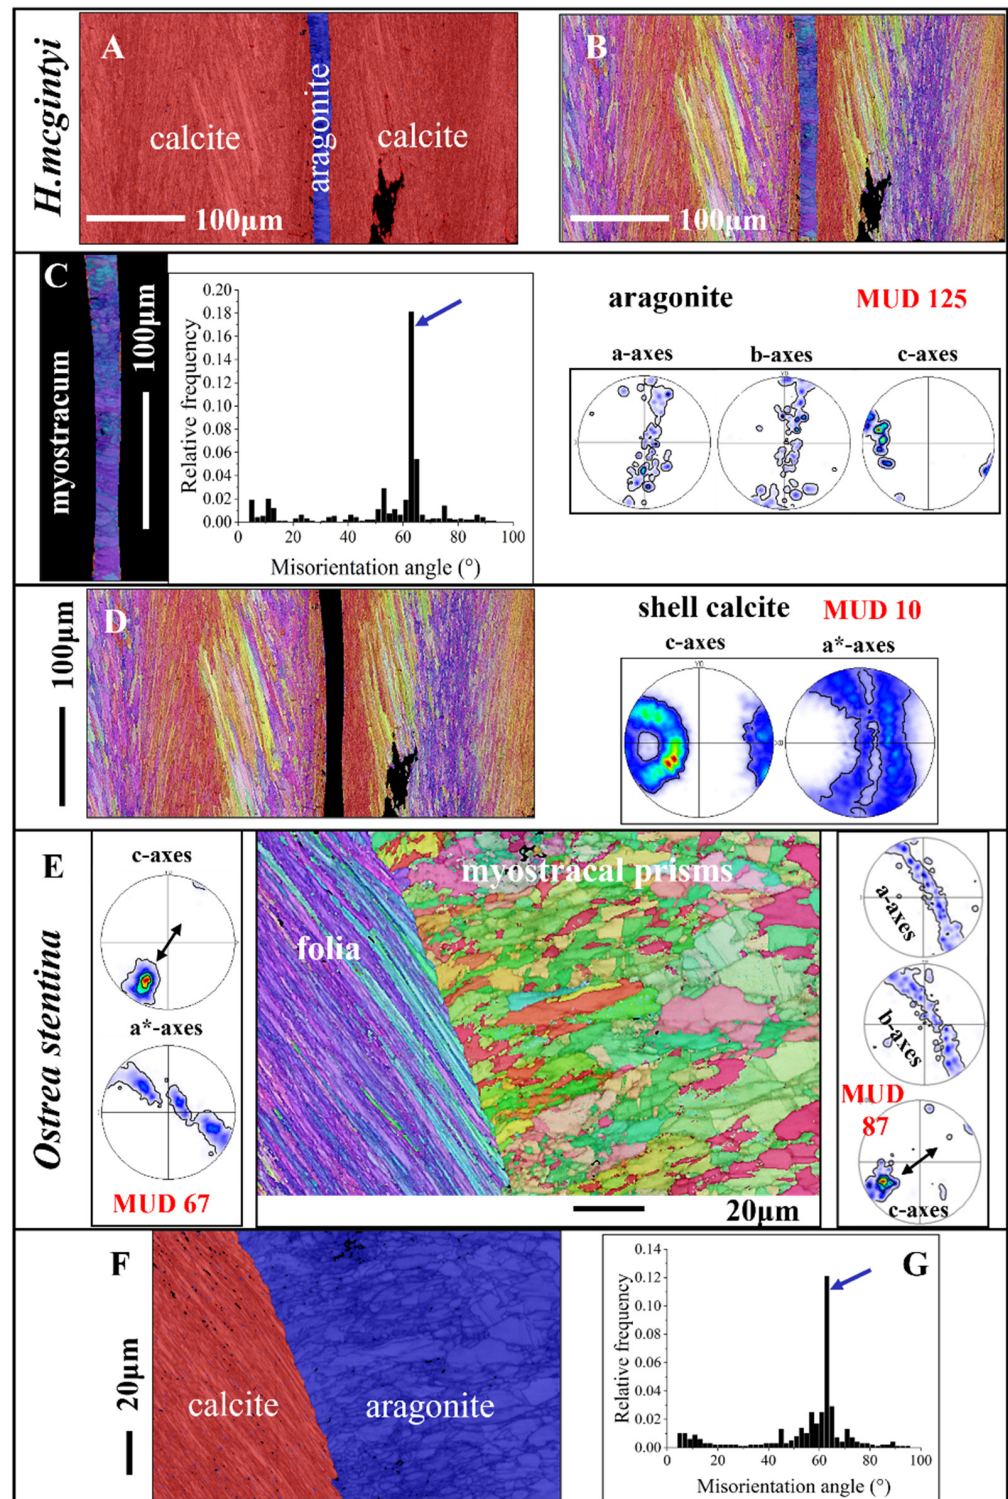 H.mcgintyi
A
calcite
aragonite
calcite
100µm
B
100µm
C
myostracum
100µm
Relative frequency
0.20
0.18
0.16
0.14
0.12
0.10
0.08
0.06
0.04
0.02
0.00
0 20 40 60 80 100
Misorientation angle (°)
aragonite MUD 125
a-axes b-axes c-axes
D
100µm
shell calcite MUD 10
c-axes a*-axes
E
Ostrea stentina
c-axes
a*-axes
MUD 67
folia
myostracal prisms
20µm
a-axes
b-axes
MUD
87
c-axes
F
20µm
calcite
aragonite
G
Relative frequency
0.14
0.12
0.10
0.08
0.06
0.04
0.02
0.00
0 20 40 60 80 100
Misorientation angle (°)